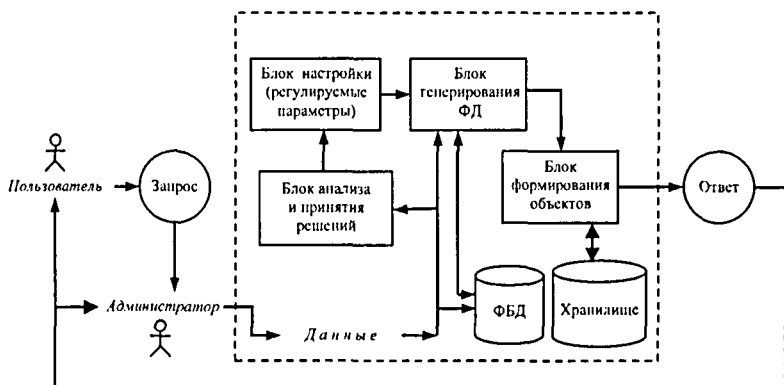 Блок настройки
(регулируемые
параметры)
Блок
генерирования
ФД
Пользователь
Запрос
Блок анализа
и принятия
решений
Блок
формирования
объектов
Ответ
Администратор
Данные
ФБД
Хранилище